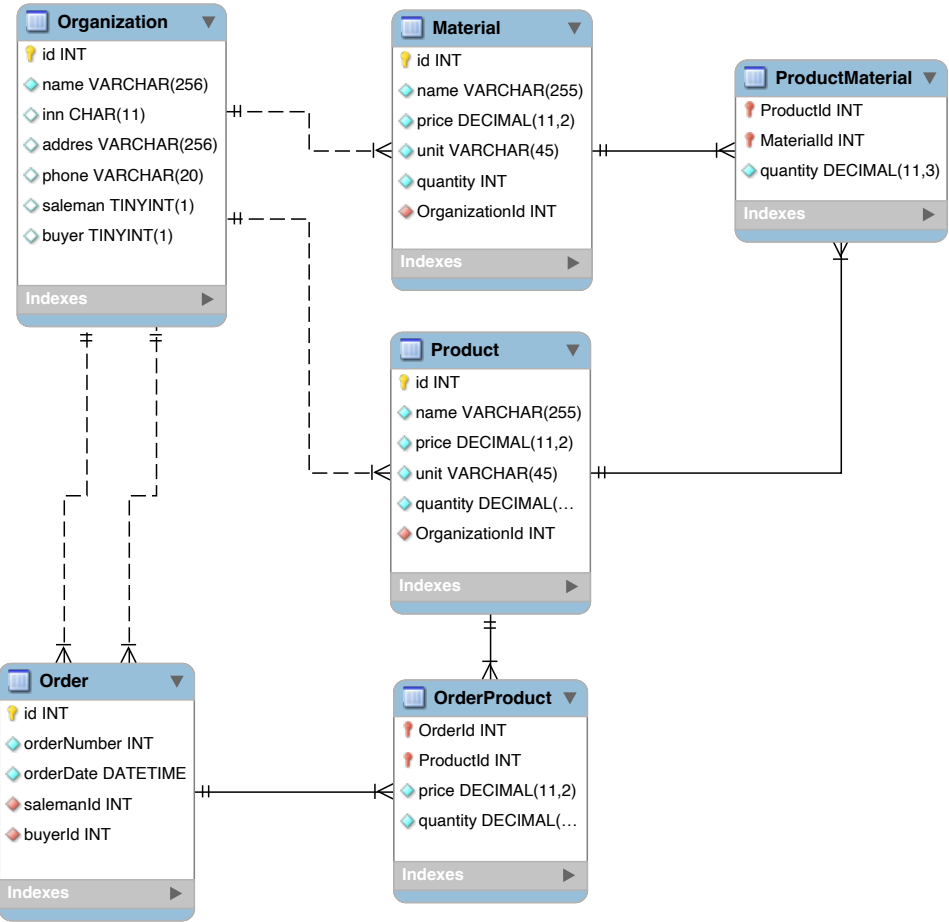 Organization
id INT
name VARCHAR(256)
inn CHAR(11)
addres VARCHAR(256)
phone VARCHAR(20)
saleman TINYINT(1)
buyer TINYINT(1)
Indexes
Material
id INT
name VARCHAR(255)
price DECIMAL(11,2)
unit VARCHAR(45)
quantity INT
OrganizationId INT
Indexes
ProductMaterial
ProductId INT
MaterialId INT
quantity DECIMAL(11,3)
Indexes
Product
id INT
name VARCHAR(255)
price DECIMAL(11,2)
unit VARCHAR(45)
quantity DECIMAL(...
OrganizationId INT
Indexes
Order
id INT
orderNumber INT
orderDate DATETIME
salemanId INT
buyerId INT
Indexes
OrderProduct
OrderId INT
ProductId INT
price DECIMAL(11,2)
quantity DECIMAL(...
Indexes